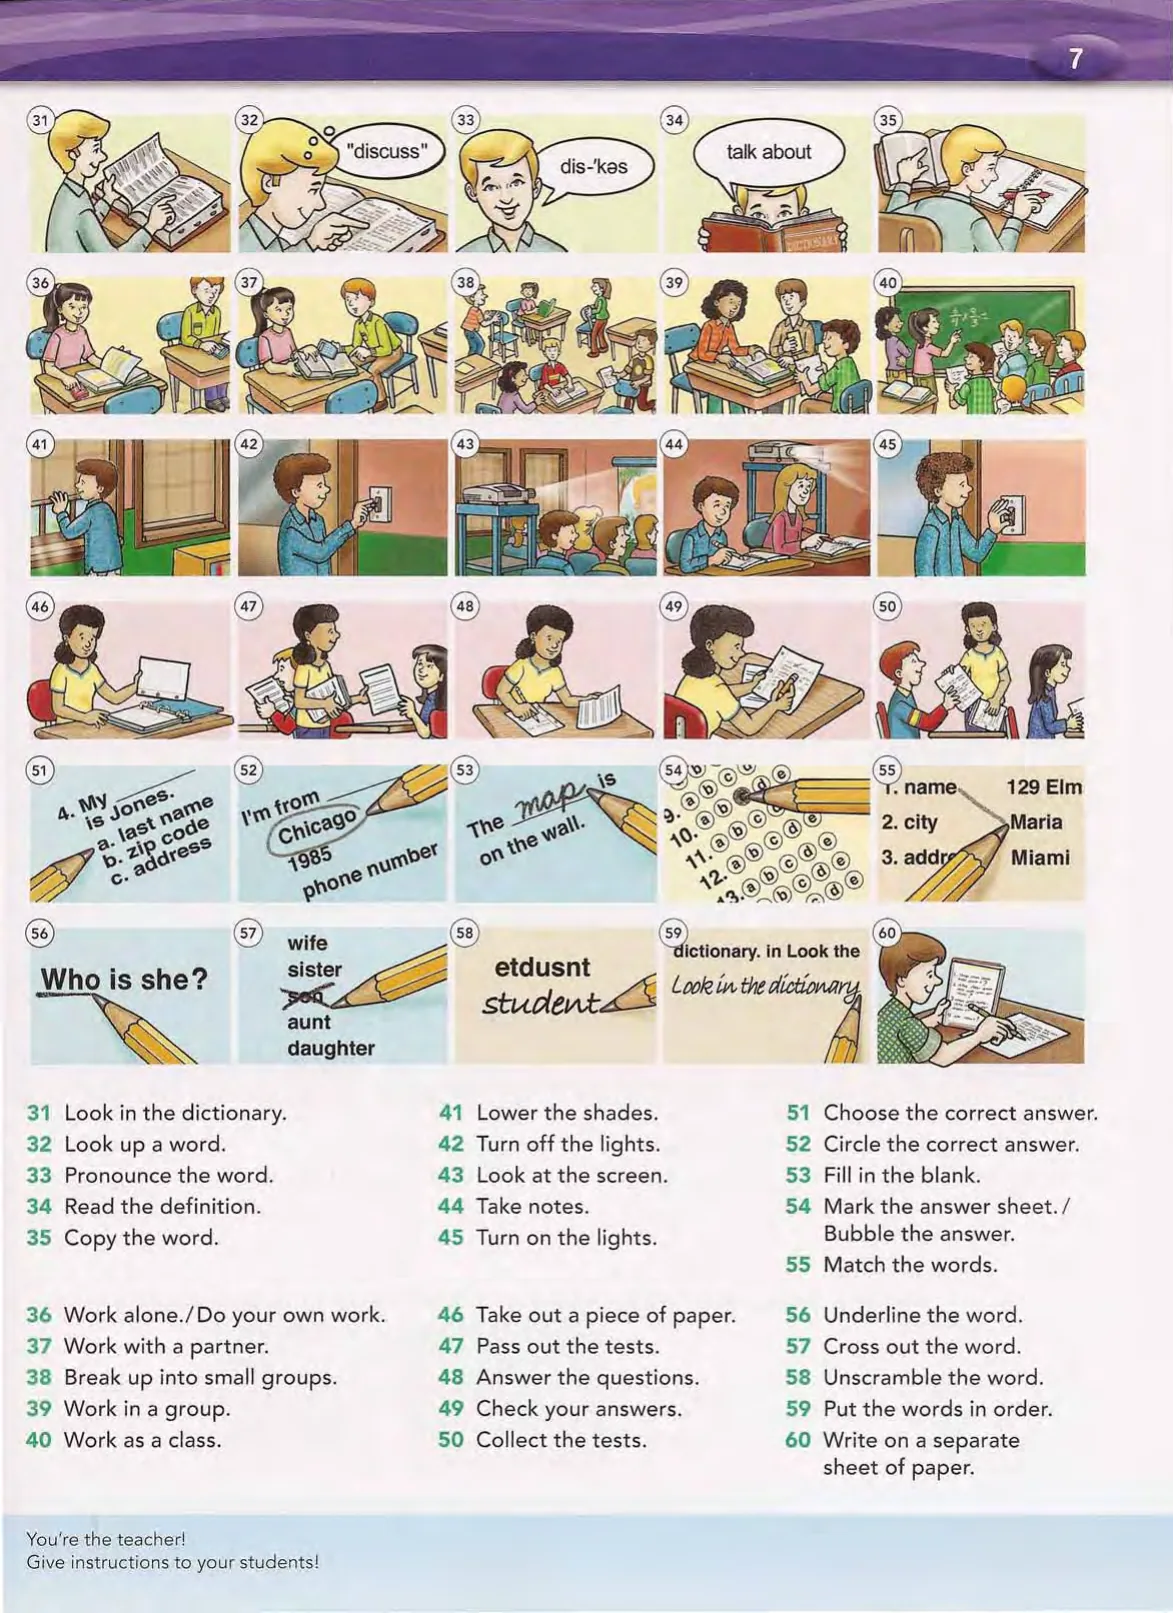 7
31
32
"discuss"
33
dis-'kəs
34
talk about
DICTIONARY
35
36
37
38
39
40
41
42
43
44
45
46
47
48
49
50
51
4. My
is Jones.
a. last name
b. zip code
c. address
52
I'm from
Chicago
1985
phone number
53
The map is
on the wall.
54
b c d e
9. a b c d e
10. a b c d e
11. a b c d e
12. a b c d e
13. a b c d e
55
1. name 129 Elm
2. city Maria
3. addre Miami
56
Who is she?
57
wife
sister
son
aunt
daughter
58
etdusnt
student
59
dictionary. in Look the
Look in the dictionary
60
31 Look in the dictionary.
32 Look up a word.
33 Pronounce the word.
34 Read the definition.
35 Copy the word.
36 Work alone./Do your own work.
37 Work with a partner.
38 Break up into small groups.
39 Work in a group.
40 Work as a class.
41 Lower the shades.
42 Turn off the lights.
43 Look at the screen.
44 Take notes.
45 Turn on the lights.
46 Take out a piece of paper.
47 Pass out the tests.
48 Answer the questions.
49 Check your answers.
50 Collect the tests.
51 Choose the correct answer.
52 Circle the correct answer.
53 Fill in the blank.
54 Mark the answer sheet./
Bubble the answer.
55 Match the words.
56 Underline the word.
57 Cross out the word.
58 Unscramble the word.
59 Put the words in order.
60 Write on a separate
sheet of paper.
You're the teacher!
Give instructions to your students!